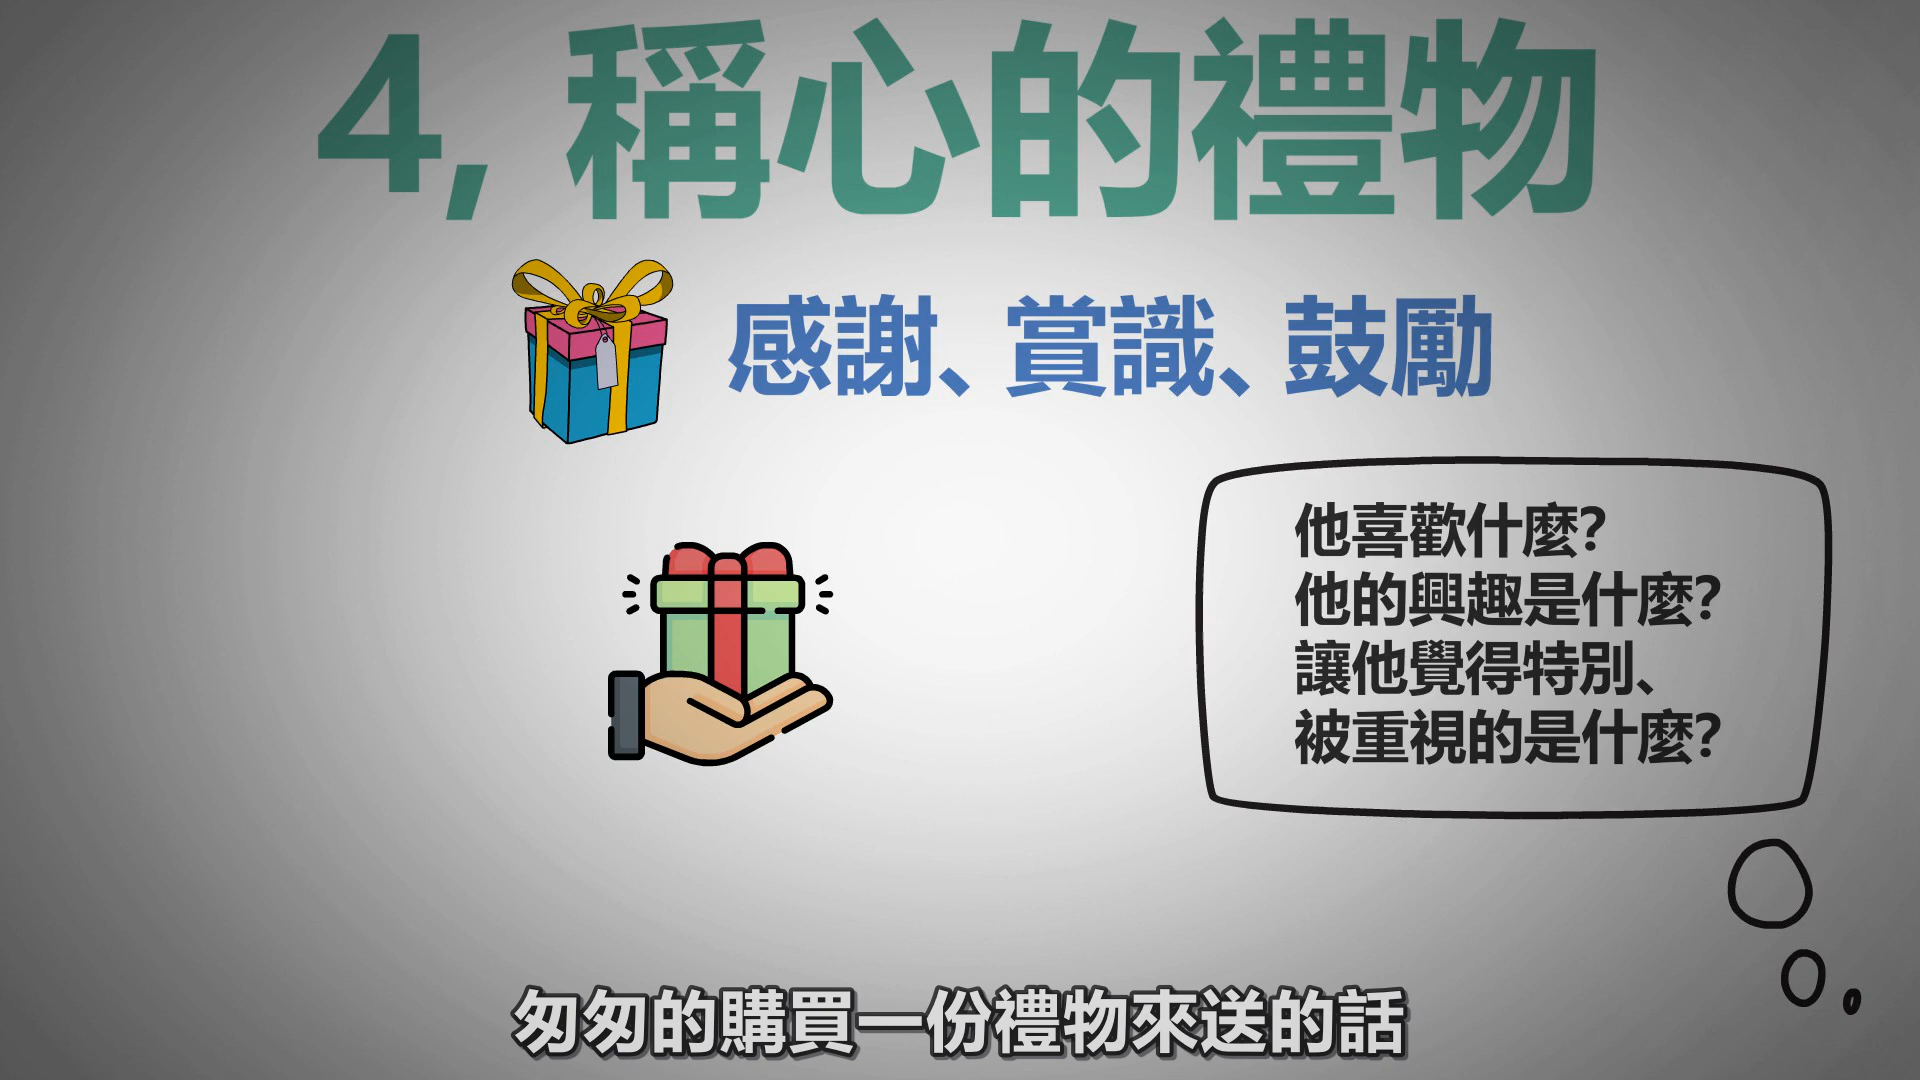 4, 稱心的禮物
感謝、賞識、鼓勵
他喜歡什麼?
他的興趣是什麼?
讓他覺得特別、
被重視的是什麼?
匆匆的購買一份禮物來送的話